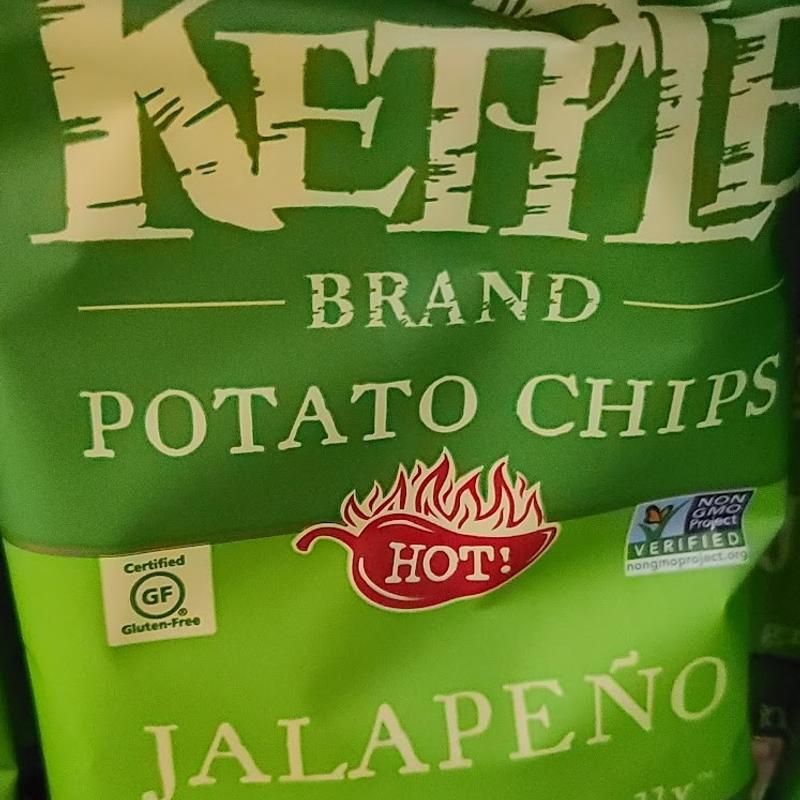 KETTLE
BRAND
POTATO CHIPS
HOT!
Certified
GF®
Gluten-Free
NON
GMO
Project
VERIFIED
nongmoproject.org
JALAPEÑO